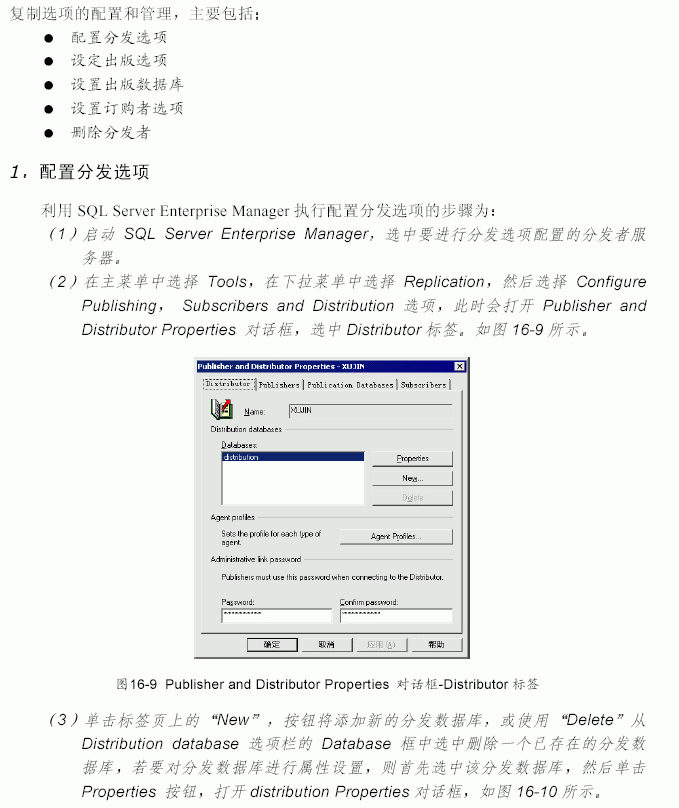 复制选项的配置和管理，主要包括：
● 配置分发选项
● 设定出版选项
● 设置出版数据库
● 设置订购者选项
● 删除分发者
1．配置分发选项
利用 SQL Server Enterprise Manager 执行配置分发选项的步骤为：
（1）启动 SQL Server Enterprise Manager，选中要进行分发选项配置的分发者服
务器。
（2）在主菜单中选择 Tools，在下拉菜单中选择 Replication，然后选择 Configure
Publishing， Subscribers and Distribution 选项，此时会打开 Publisher and
Distributor Properties 对话框，选中 Distributor 标签。如图 16-9 所示。
Publisher and Distributor Properties - XUJIN
Distributor Publishers Publication Databases Subscribers
Name: XUJIN
Distribution databases
Databases:
distribution
Properties
New...
Delete
Agent profiles
Sets the profile for each type of
agent.
Agent Profiles...
Administrative link password
Publishers must use this password when connecting to the Distributor.
Password: Confirm password:
********** **********
确定 取消 应用(A) 帮助
图16-9 Publisher and Distributor Properties 对话框-Distributor 标签
（3）单击标签页上的“New”，按钮将添加新的分发数据库，或使用“Delete”从
Distribution database 选项栏的 Database 框中选中删除一个已存在的分发数
据库，若要对分发数据库进行属性设置，则首先选中该分发数据库，然后单击
Properties 按钮，打开 distribution Properties 对话框，如图 16-10 所示。